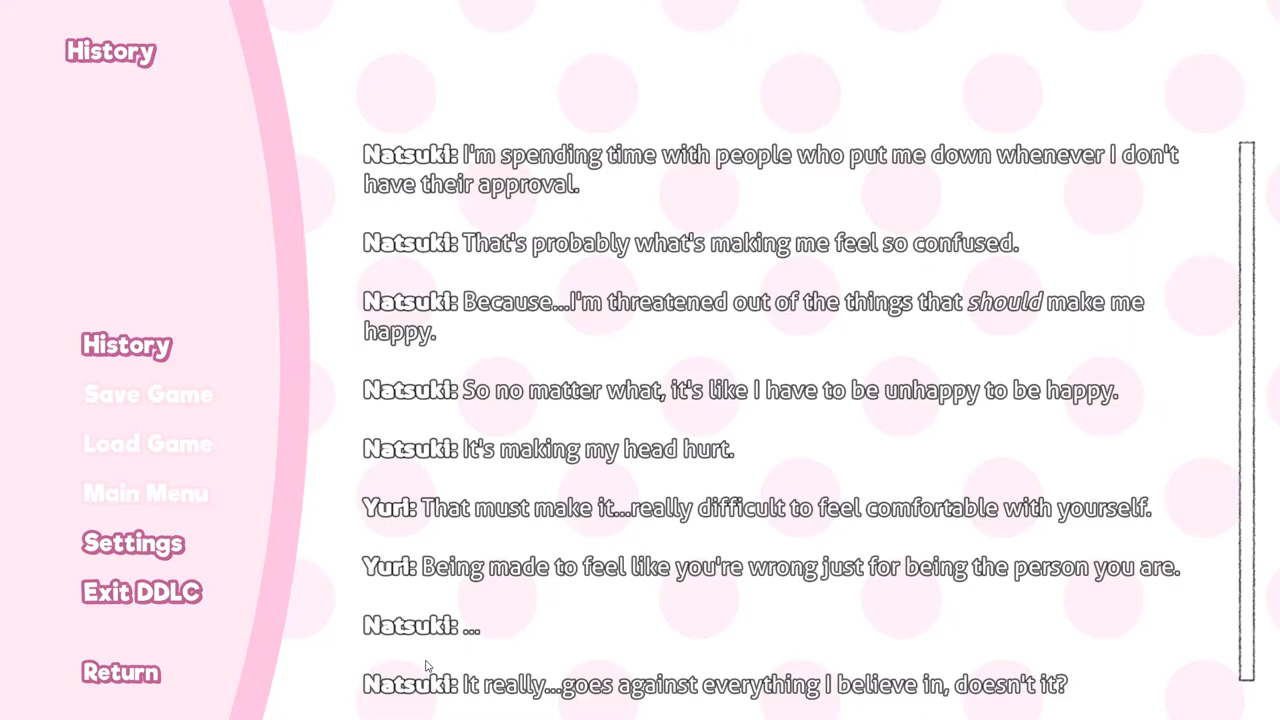 History
Natsuki: I'm spending time with people who put me down whenever I don't
have their approval.
Natsuki: That's probably what's making me feel so confused.
Natsuki: Because...I'm threatened out of the things that should make me
happy.
Natsuki: So no matter what, it's like I have to be unhappy to be happy.
Natsuki: It's making my head hurt.
Yuri: That must make it...really difficult to feel comfortable with yourself.
Yuri: Being made to feel like you're wrong just for being the person you are.
Natsuki: ...
Natsuki: It really...goes against everything I believe in, doesn't it?
History
Save Game
Load Game
Main Menu
Settings
Exit DDLC
Return